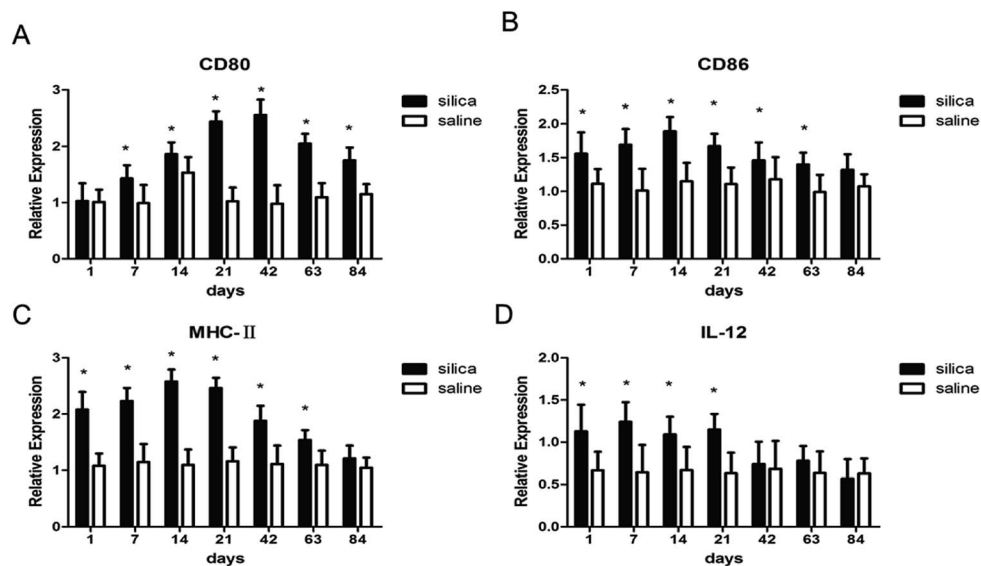 A
CD80
Relative Expression
3
2
1
0
* * * * * *
1 7 14 21 42 63 84
days
silica
saline
B
CD86
Relative Expression
2.5
2.0
1.5
1.0
0.5
0.0
* * * * * *
1 7 14 21 42 63 84
days
silica
saline
C
MHC-Ⅱ
Relative Expression
3
2
1
0
* * * * * *
1 7 14 21 42 63 84
days
silica
saline
D
IL-12
Relative Expression
2.0
1.5
1.0
0.5
0.0
* * * *
1 7 14 21 42 63 84
days
silica
saline